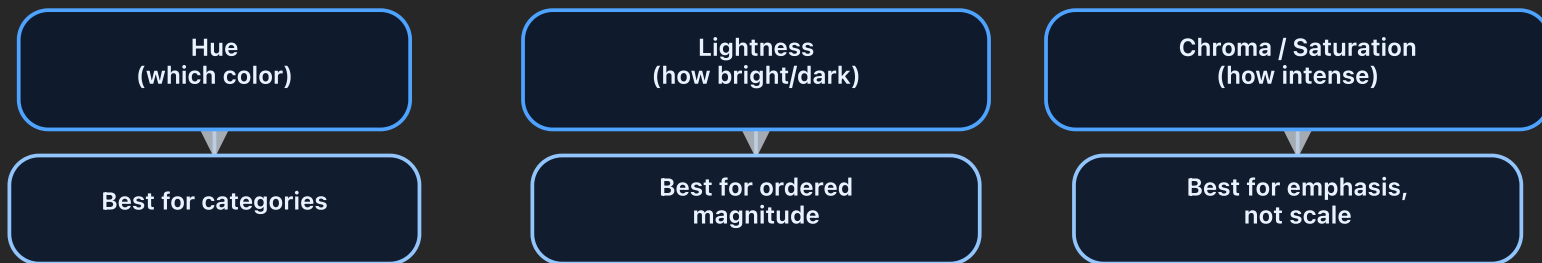 Hue
(which color)
Best for categories
Lightness
(how bright/dark)
Best for ordered
magnitude
Chroma / Saturation
(how intense)
Best for emphasis,
not scale